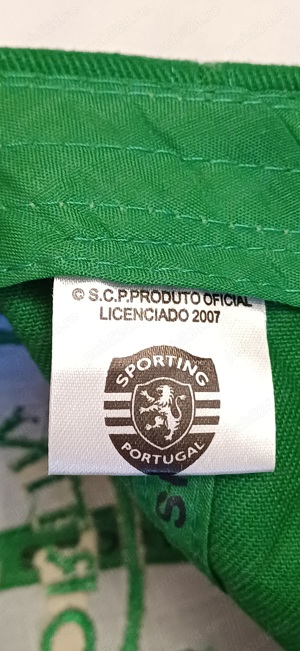 © S.C.P.PRODUTO OFICIAL
LICENCIADO 2007
SPORTING
PORTUGAL